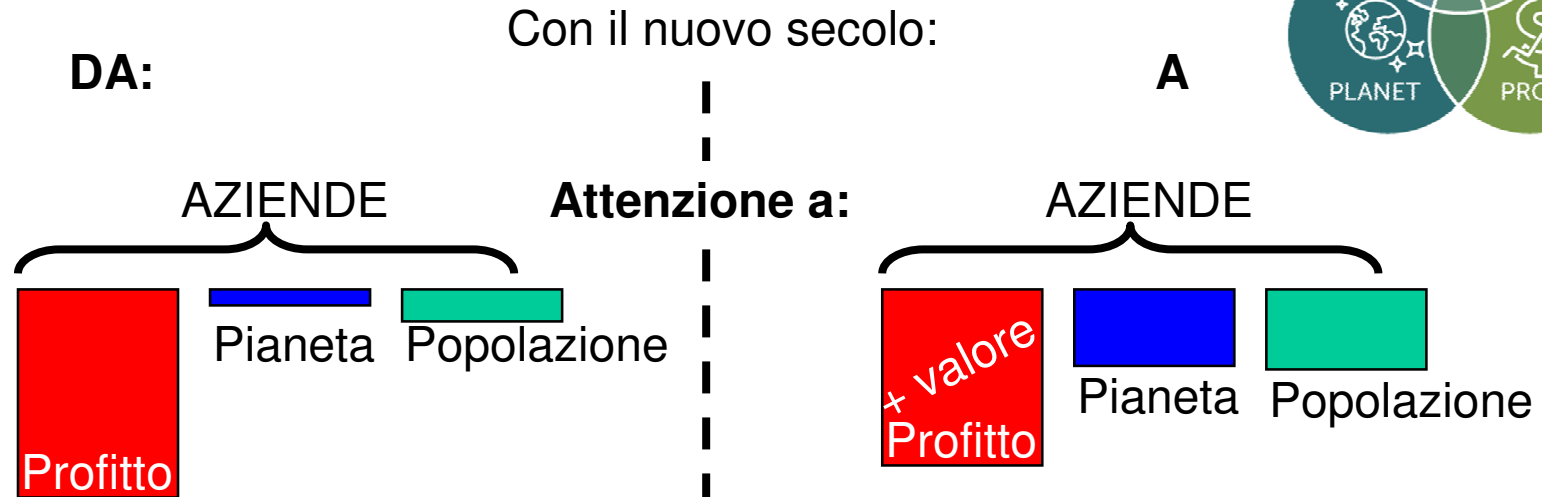 Con il nuovo secolo:
DA:
A
PLANET
AZIENDE
Attenzione a:
AZIENDE
Pianeta
Popolazione
Profitto
+ valore
Profitto
Pianeta
Popolazione